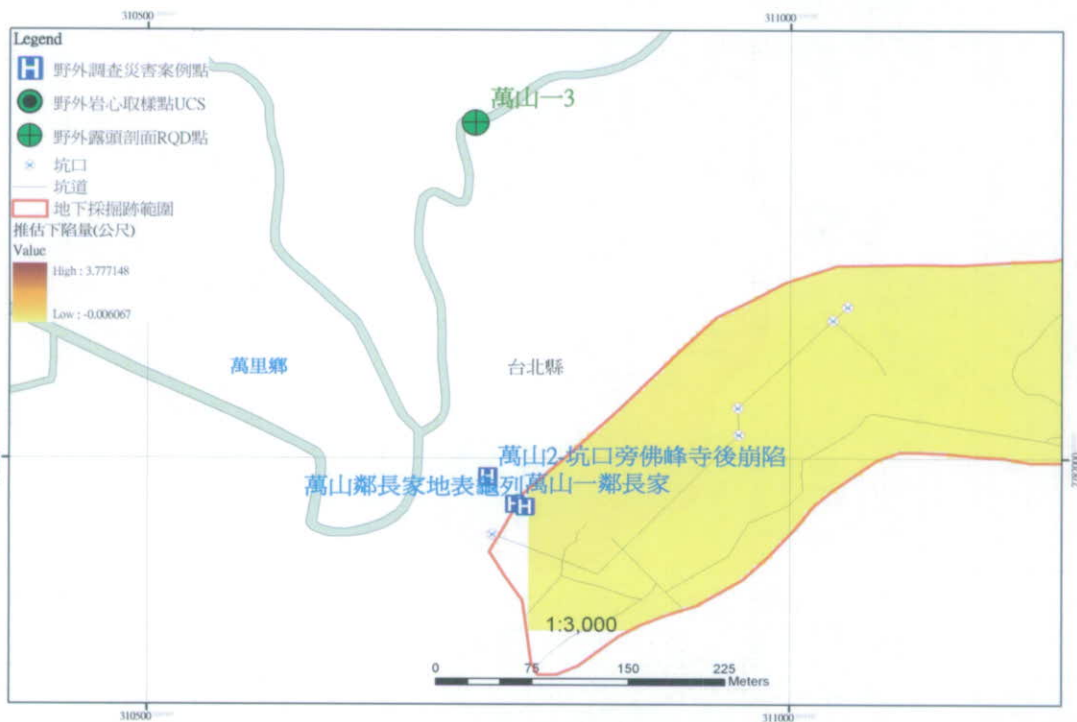 310500
311000
Legend
野外調查災害案例點
野外岩心取樣點UCS
野外露頭剖面RQD點
坑口
坑道
地下採掘跡範圍
推估下陷量(公尺)
Value
High : 3.777148
Low : -0.006067
萬山一3
萬里鄉
台北縣
萬山2-坑口旁佛峰寺後崩陷
萬山鄰長家地表龜列
萬山一鄰長家
1:3,000
0 75 150 225
Meters
310500
311000